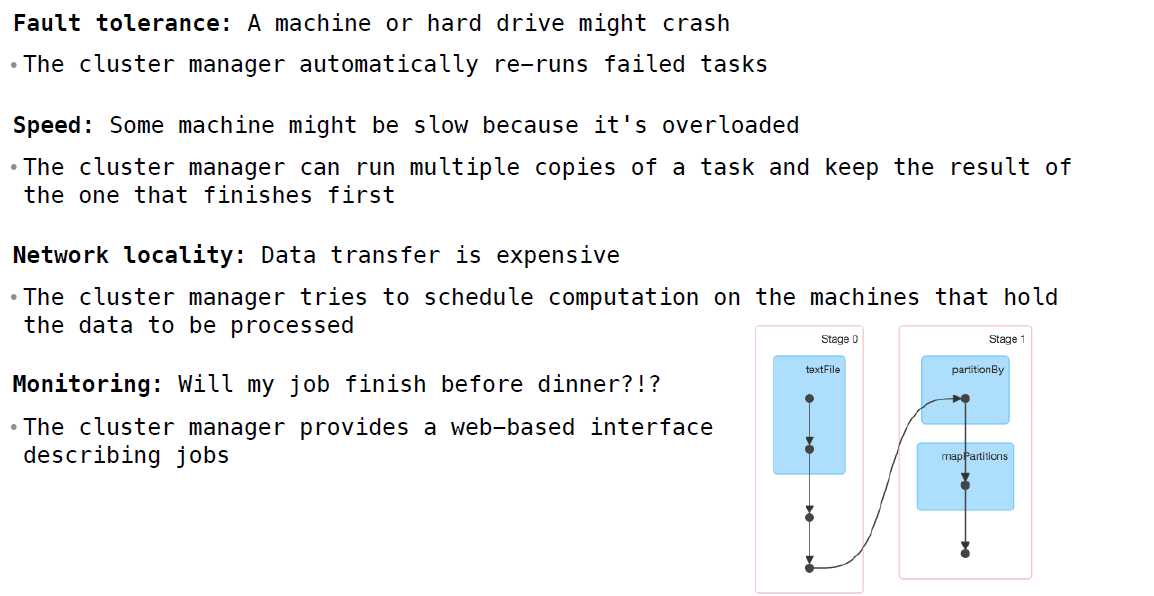 Fault tolerance: A machine or hard drive might crash
•The cluster manager automatically re-runs failed tasks
Speed: Some machine might be slow because it's overloaded
•The cluster manager can run multiple copies of a task and keep the result of
the one that finishes first
Network locality: Data transfer is expensive
•The cluster manager tries to schedule computation on the machines that hold
the data to be processed
Monitoring: Will my job finish before dinner?!?
•The cluster manager provides a web-based interface
describing jobs
Stage 0
textFile
Stage 1
partitionBy
mapPartitions